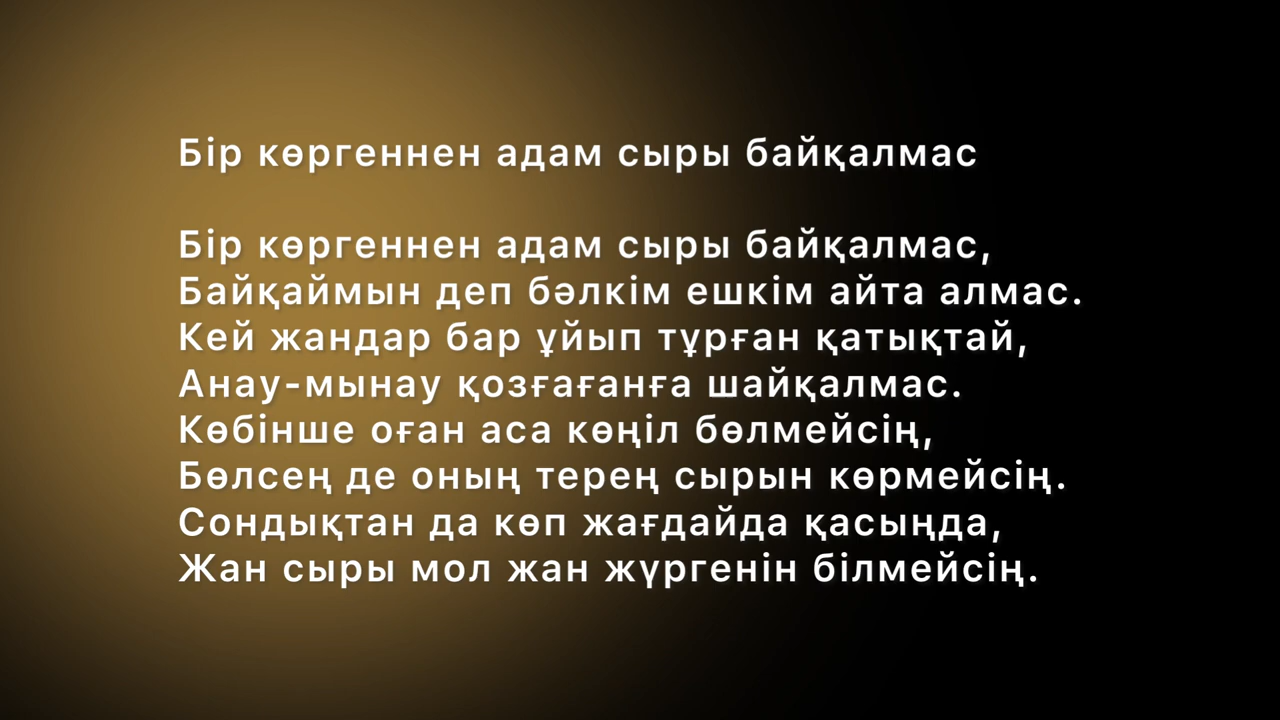 Бір көргеннен адам сыры байқалмас
Бір көргеннен адам сыры байқалмас,
Байқаймын деп бәлкім ешкім айта алмас.
Кей жандар бар ұйып тұрған қатықтай,
Анау-мынау қозғағанға шайқалмас.
Көбінше оған аса көңіл бөлмейсің,
Бөлсең де оның терең сырын көрмейсің.
Сондықтан да көп жағдайда қасыңда,
Жан сыры мол жан жүргенін білмейсің.